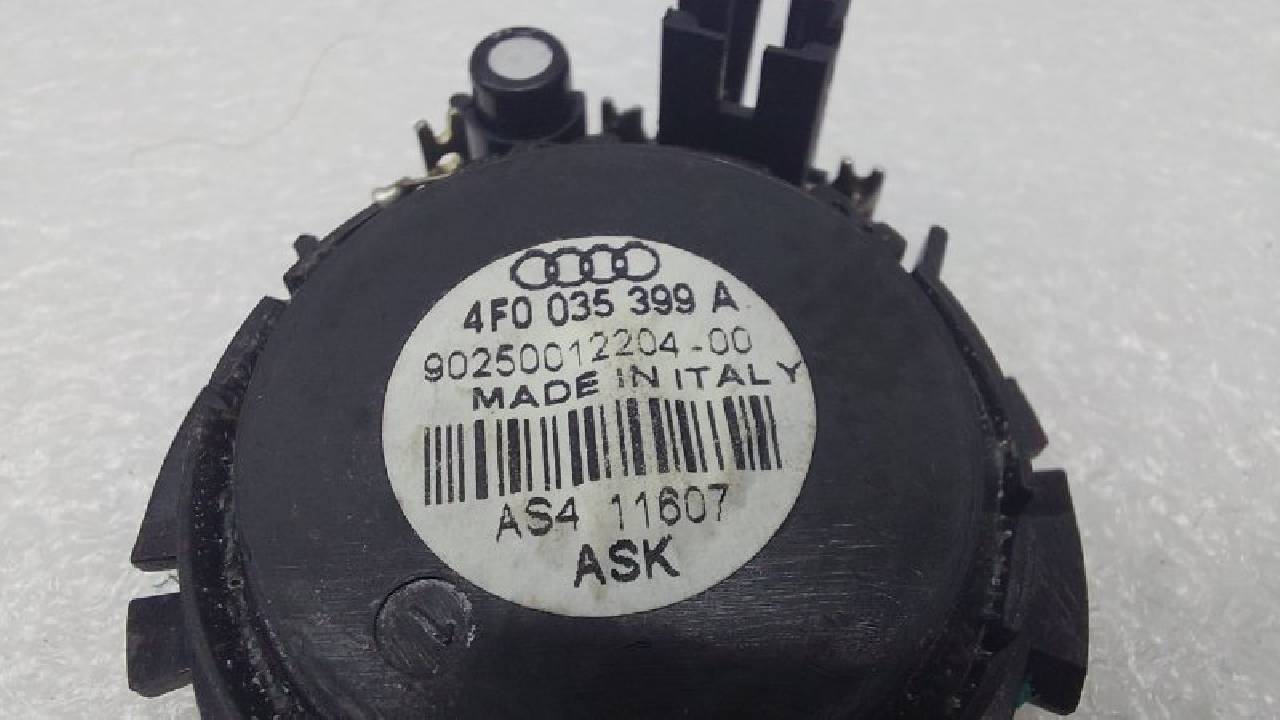 4F0 035 399 A
90250012204-00
MADE IN ITALY
AS4 11607
ASK